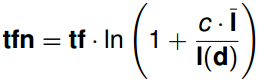 tfn = tf · ln ( 1 + c · l̄ / l(d) )